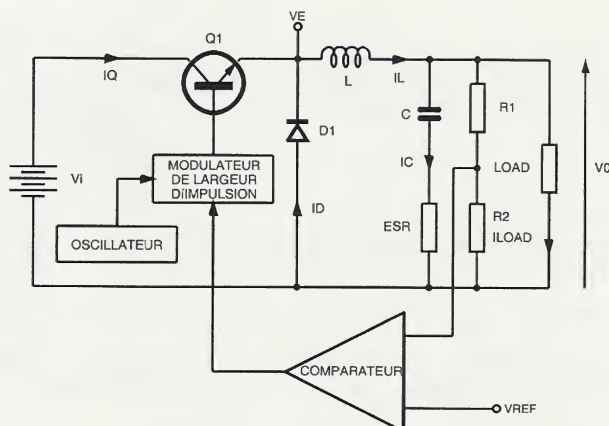 VE
Q1
IQ
L
IL
R1
C
D1
MODULATEUR
DE LARGEUR
DíIMPULSION
Vi
IC
LOAD
V0
ID
R2
ESR
ILOAD
OSCILLATEUR
COMPARATEUR
VREF